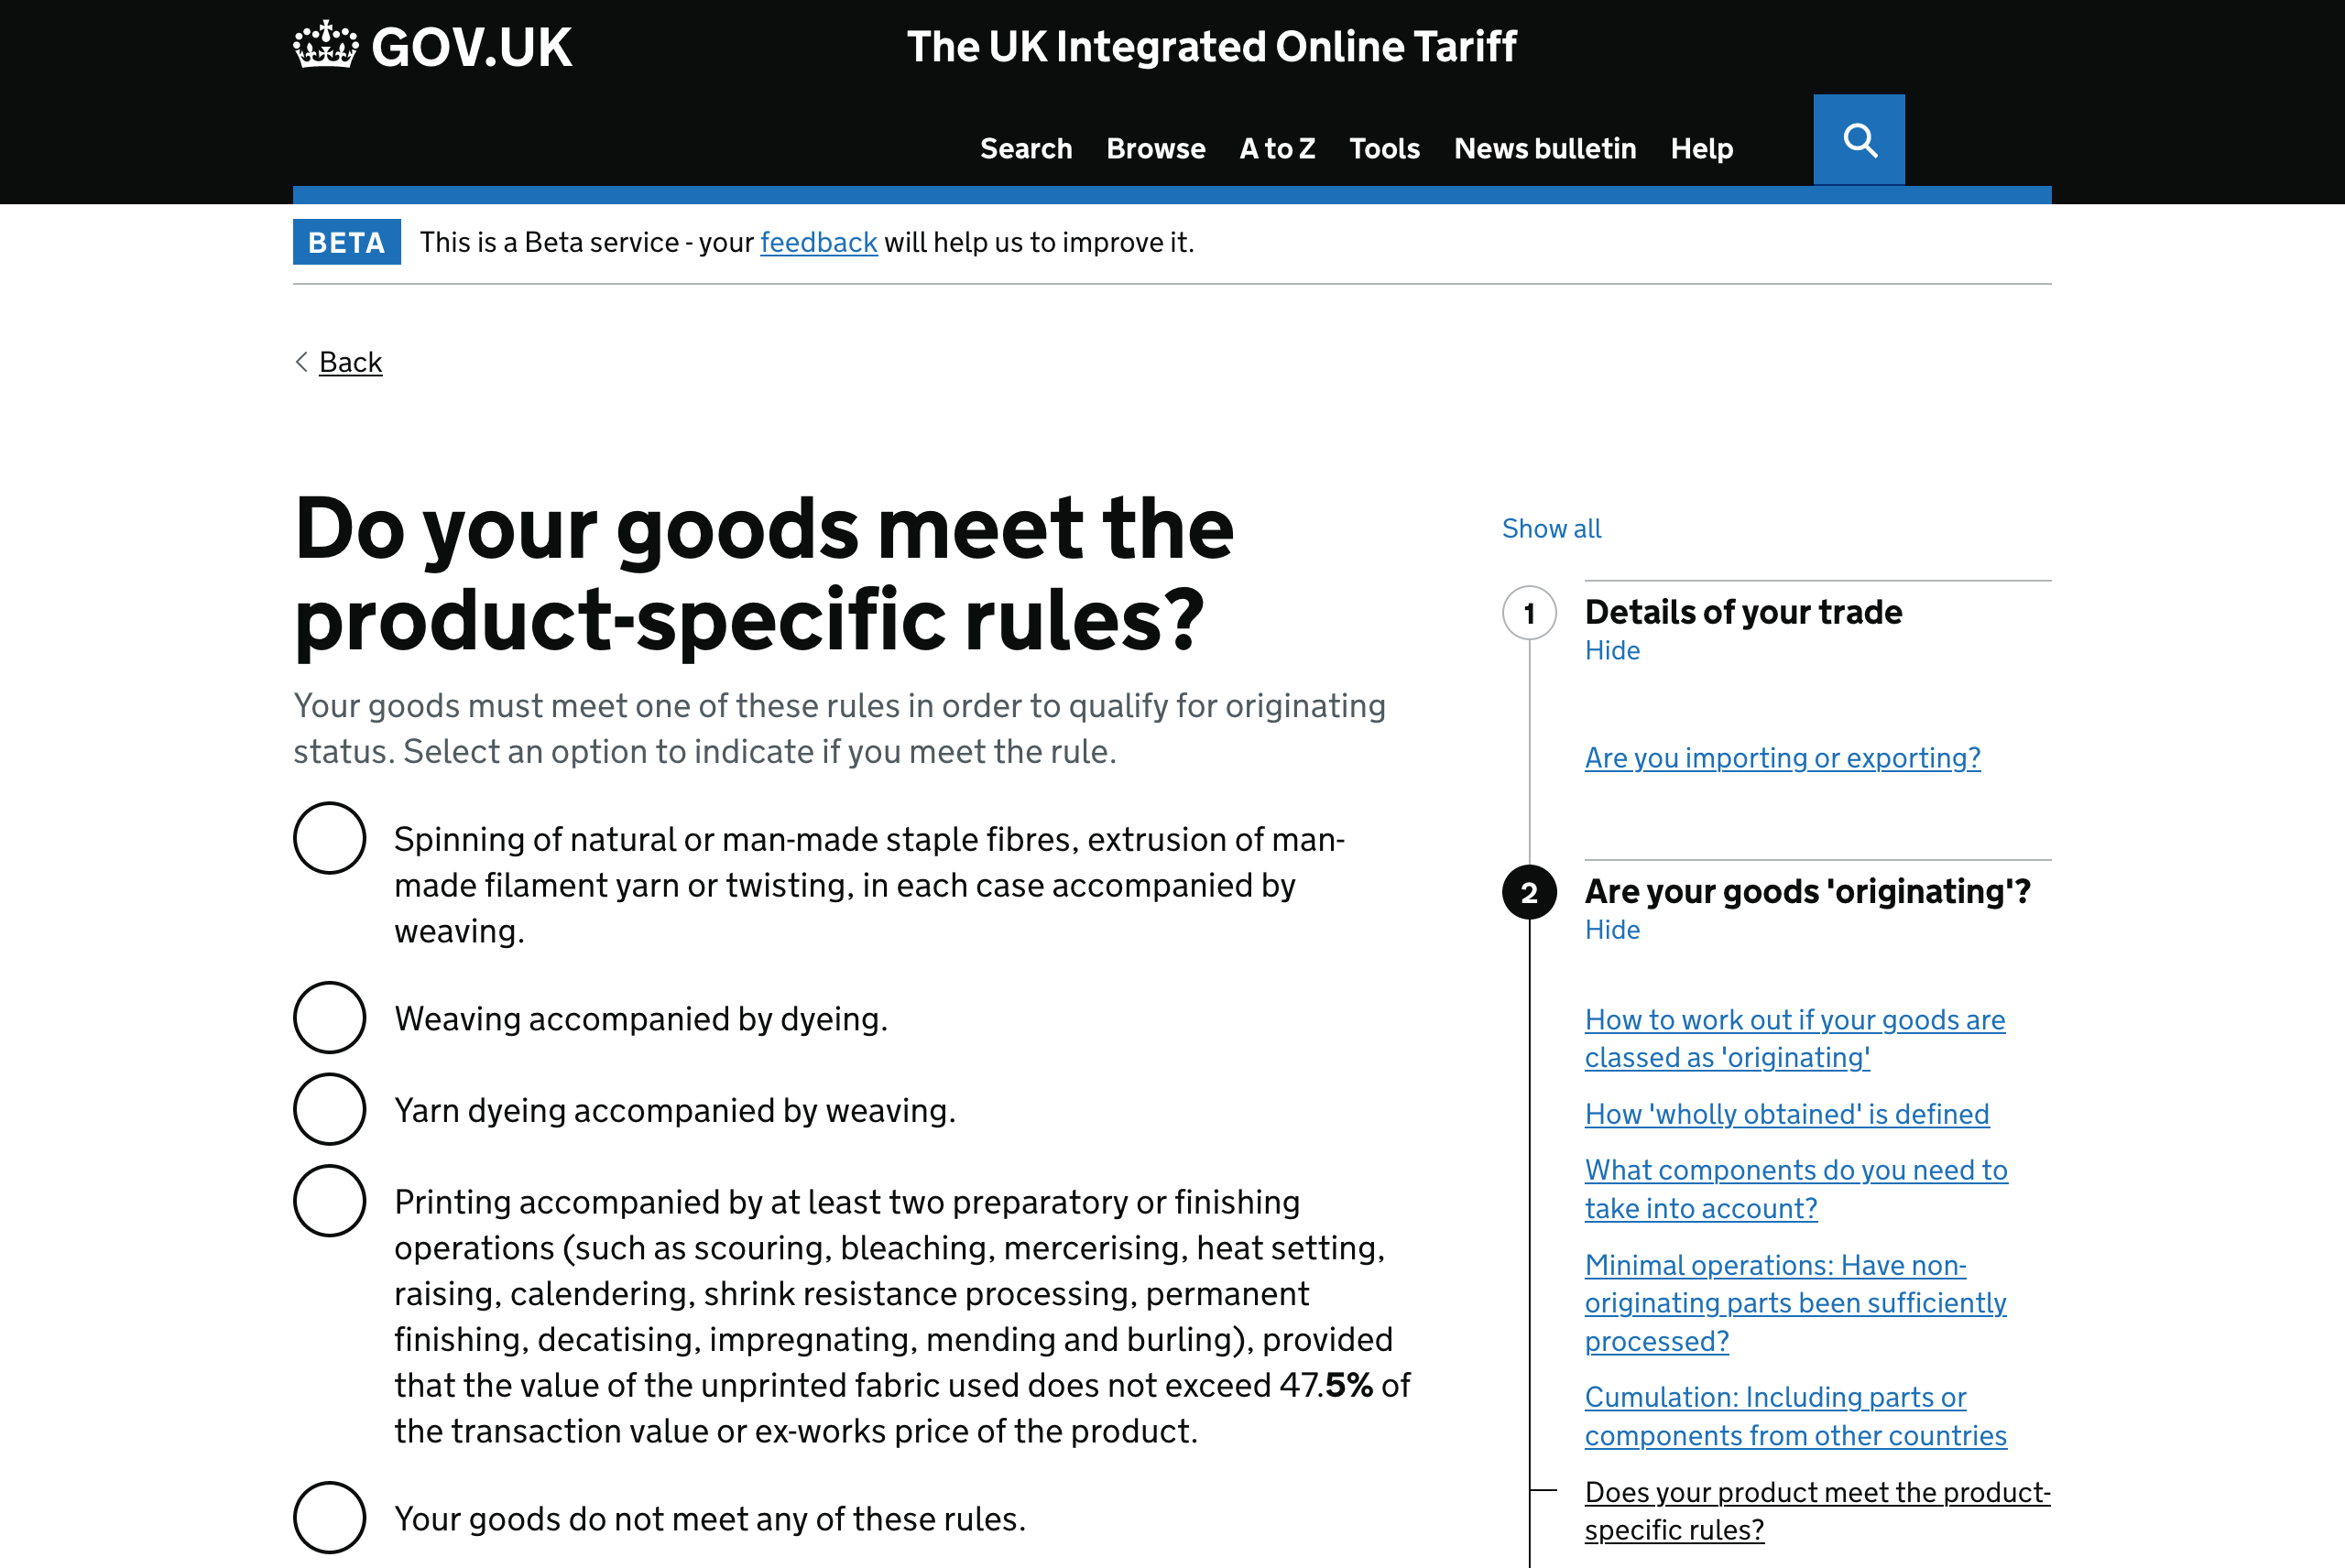 GOV.UK
The UK Integrated Online Tariff
Search Browse A to Z Tools News bulletin Help
BETA This is a Beta service - your feedback will help us to improve it.
Back
Do your goods meet the
product-specific rules?
Your goods must meet one of these rules in order to qualify for originating
status. Select an option to indicate if you meet the rule.
Spinning of natural or man-made staple fibres, extrusion of man-
made filament yarn or twisting, in each case accompanied by
weaving.
Weaving accompanied by dyeing.
Yarn dyeing accompanied by weaving.
Printing accompanied by at least two preparatory or finishing
operations (such as scouring, bleaching, mercerising, heat setting,
raising, calendering, shrink resistance processing, permanent
finishing, decatising, impregnating, mending and burling), provided
that the value of the unprinted fabric used does not exceed 47.5% of
the transaction value or ex-works price of the product.
Your goods do not meet any of these rules.
Show all
1 Details of your trade
Hide
Are you importing or exporting?
2 Are your goods 'originating'?
Hide
How to work out if your goods are
classed as 'originating'
How 'wholly obtained' is defined
What components do you need to
take into account?
Minimal operations: Have non-
originating parts been sufficiently
processed?
Cumulation: Including parts or
components from other countries
Does your product meet the product-
specific rules?